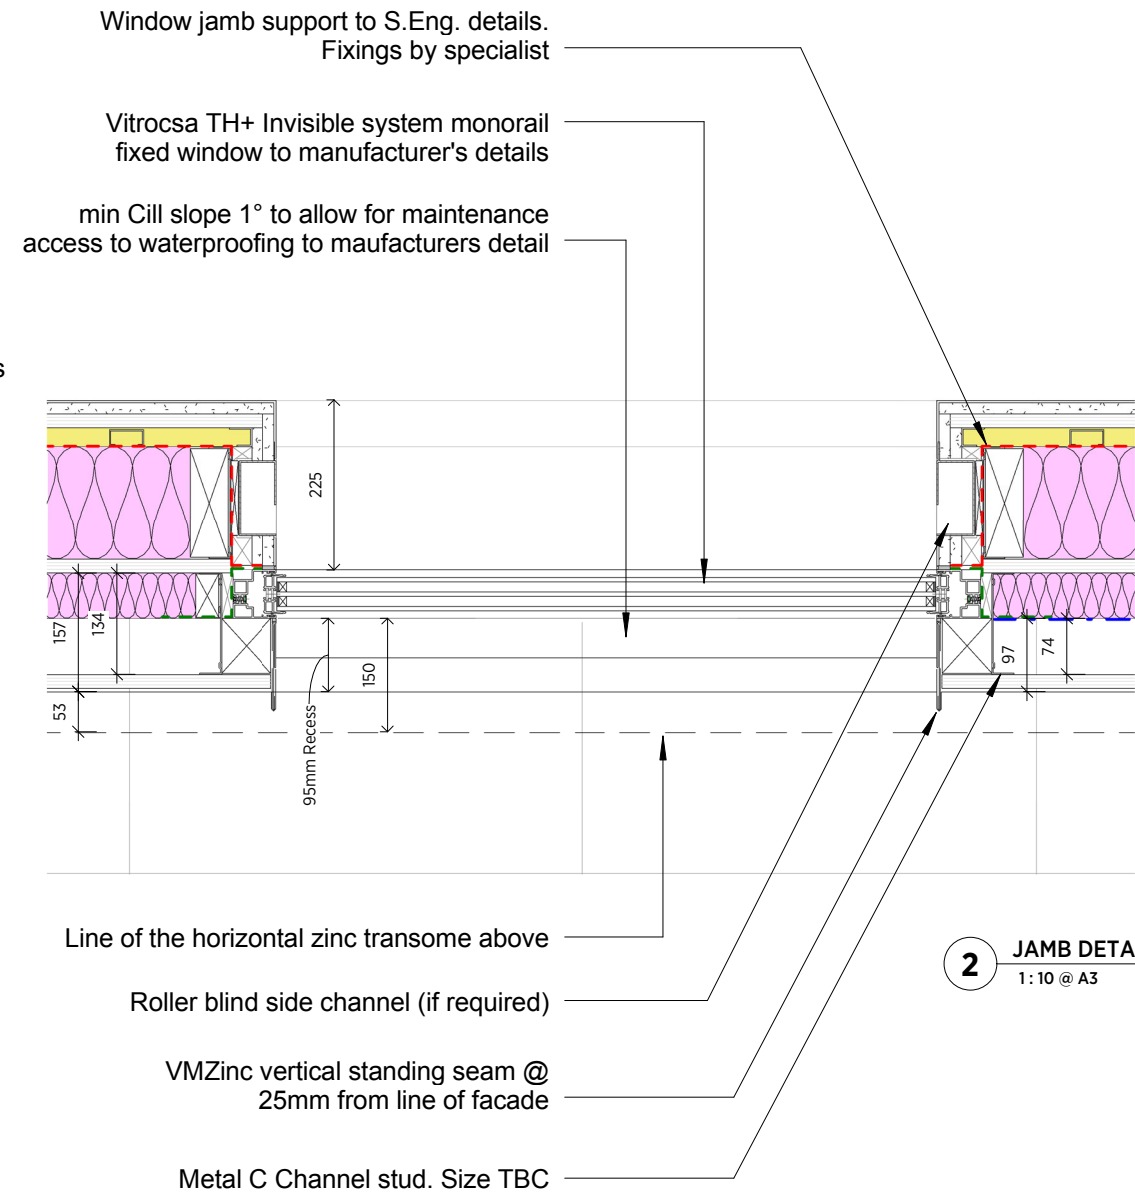 Window jamb support to S.Eng. details.
Fixings by specialist
Vitrocsa TH+ Invisible system monorail
fixed window to manufacturer's details
min Cill slope 1° to allow for maintenance
access to waterproofing to maufacturers detail
s
225
157
134
53
95mm Recess
150
97
74
Line of the horizontal zinc transome above
2
JAMB DETA
1 : 10 @ A3
Roller blind side channel (if required)
VMZinc vertical standing seam @
25mm from line of facade
Metal C Channel stud. Size TBC